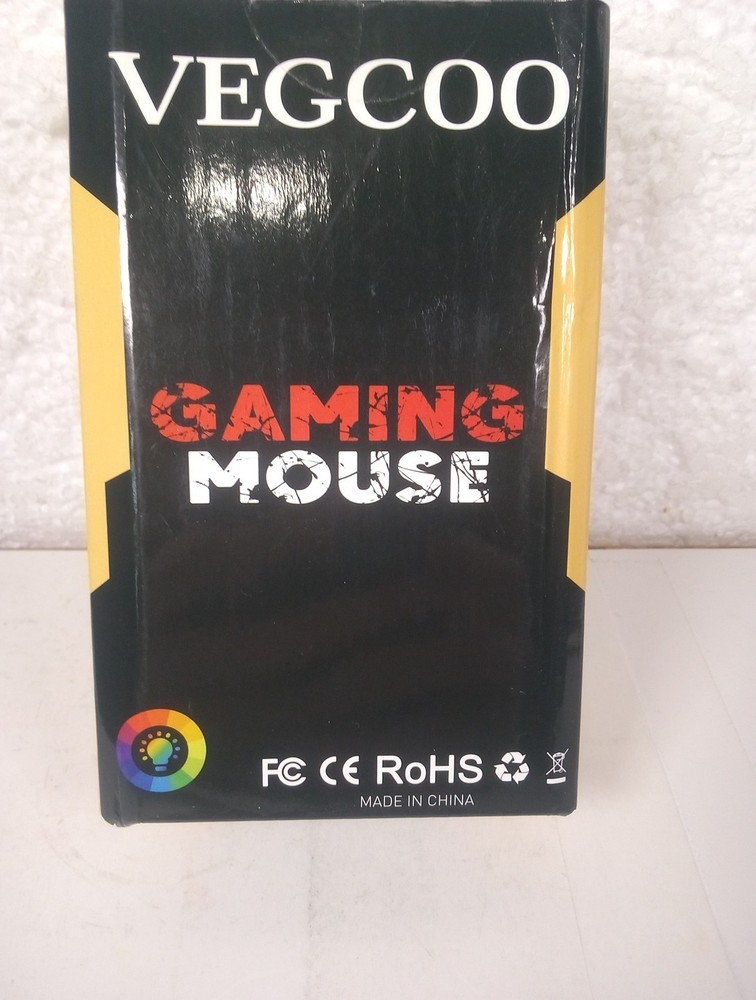 VEGCOO
GAMING
MOUSE
FC CE RoHS
MADE IN CHINA